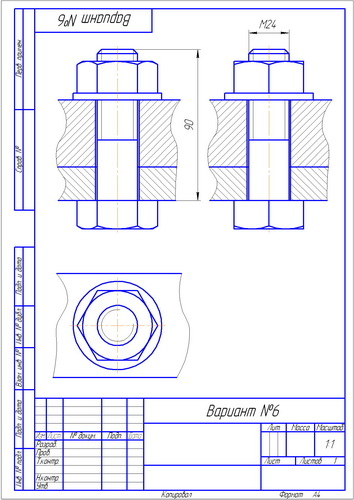 Вариант №6
М24
90
Перв. примен.
Справ. №
Подп. и дата
Инв. № дубл.
Взам. инв. №
Подп. и дата
Инв. № подл.
Вариант №6
Лит. Масса Масштаб
1:1
Изм. Лист № докум. Подп. Дата
Разраб.
Пров.
Т.контр.
Лист Листов 1
Н.контр.
Утв.
Копировал Формат А4